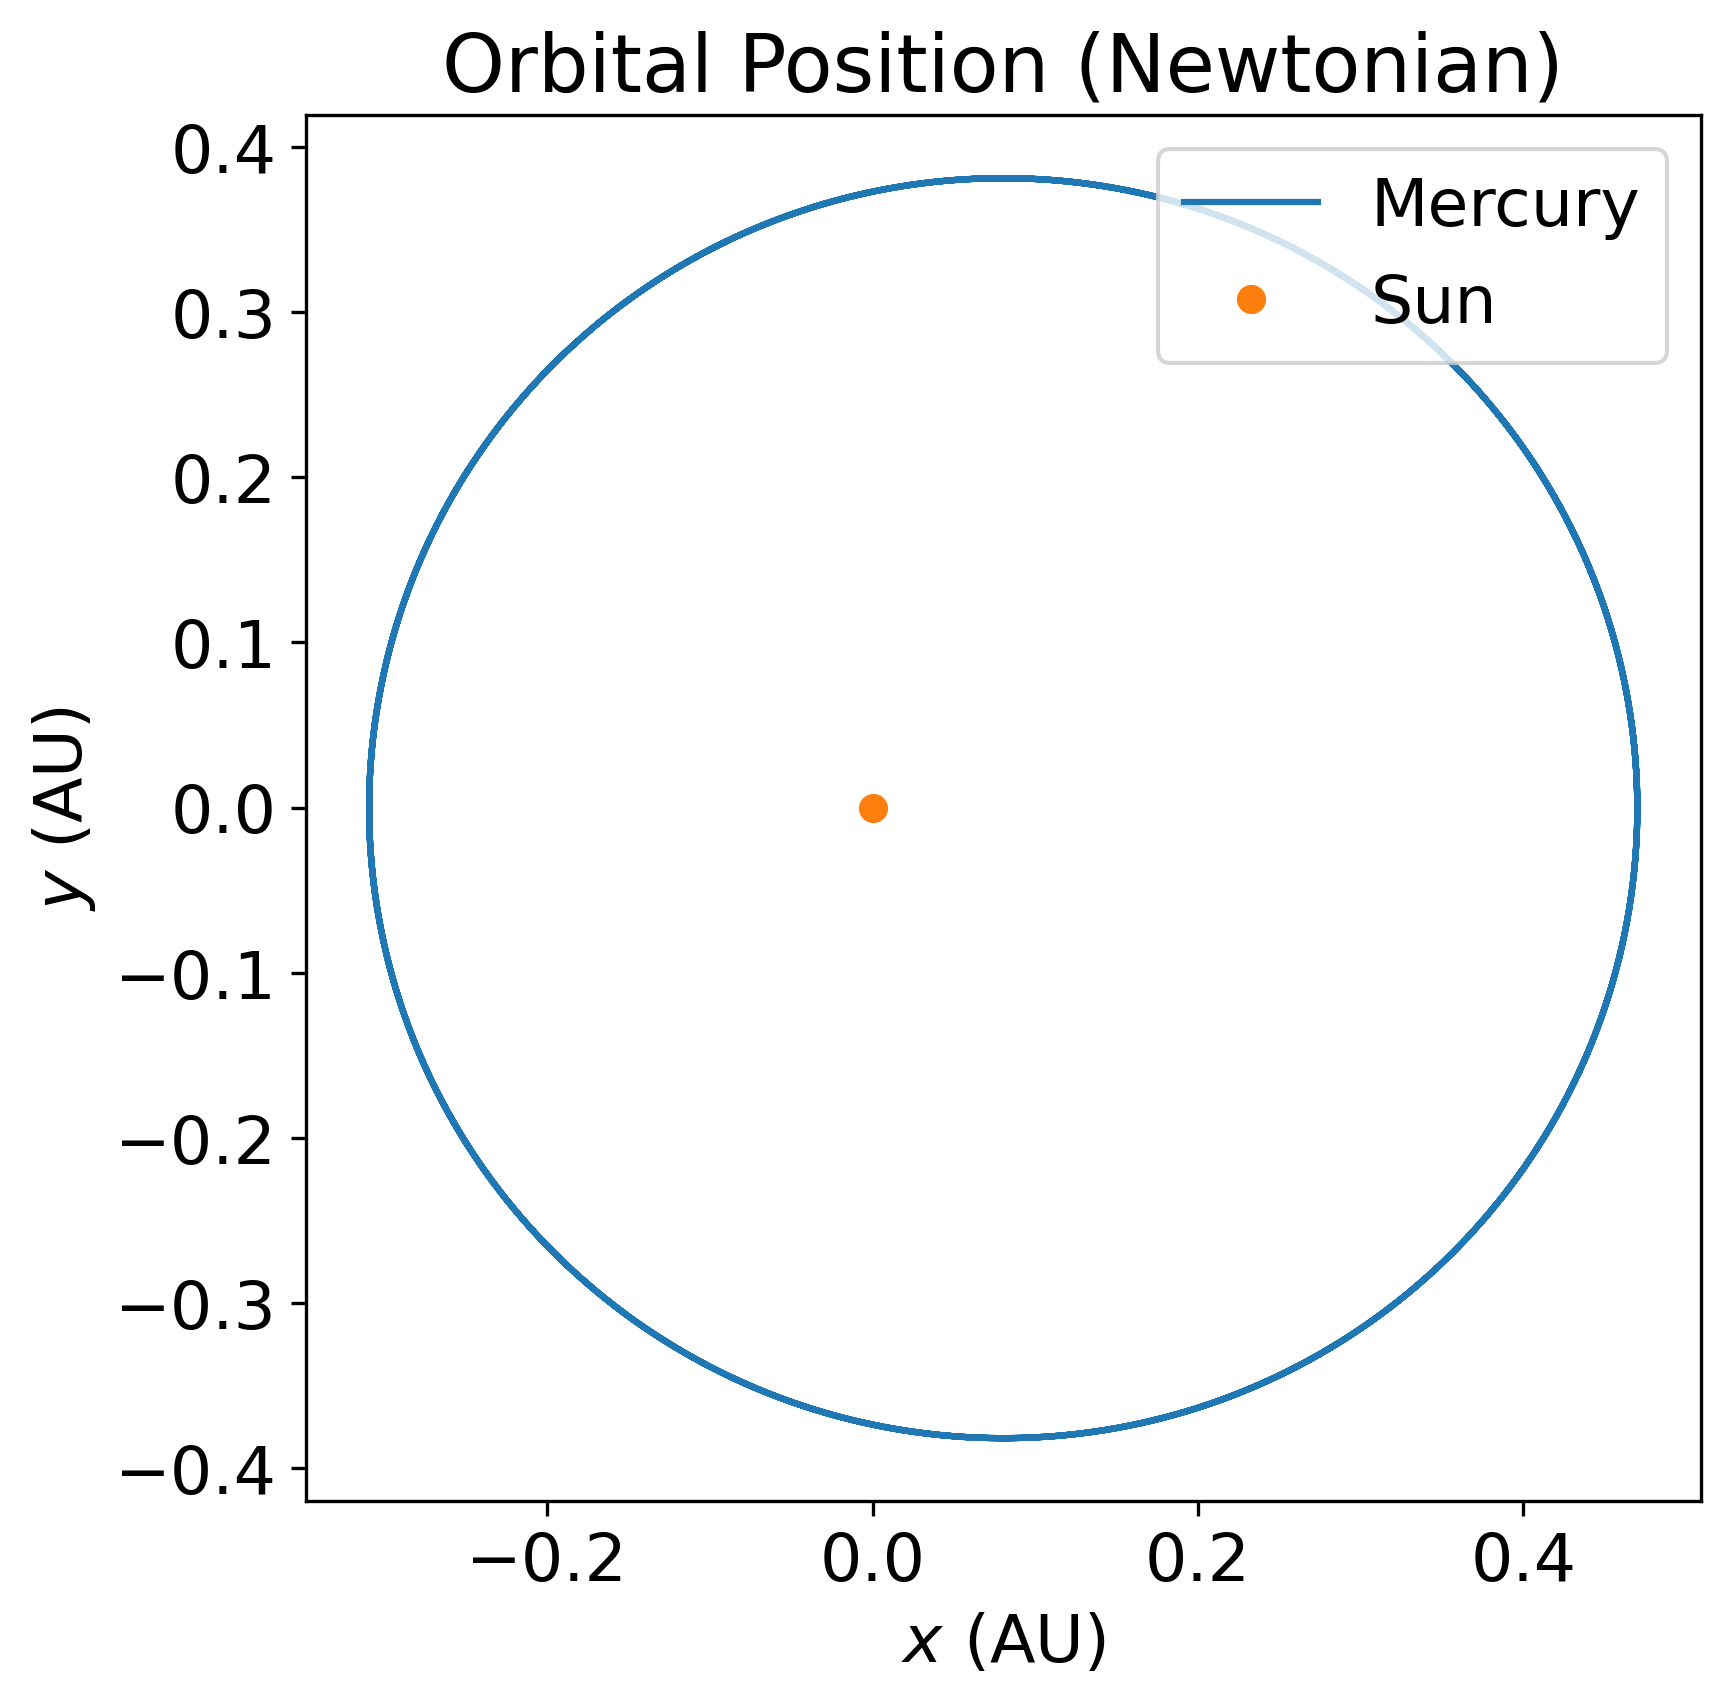 Orbital Position (Newtonian)
Mercury
Sun
0.4
0.3
0.2
0.1
0.0
−0.1
−0.2
−0.3
−0.4
y (AU)
−0.2 0.0 0.2 0.4
x (AU)